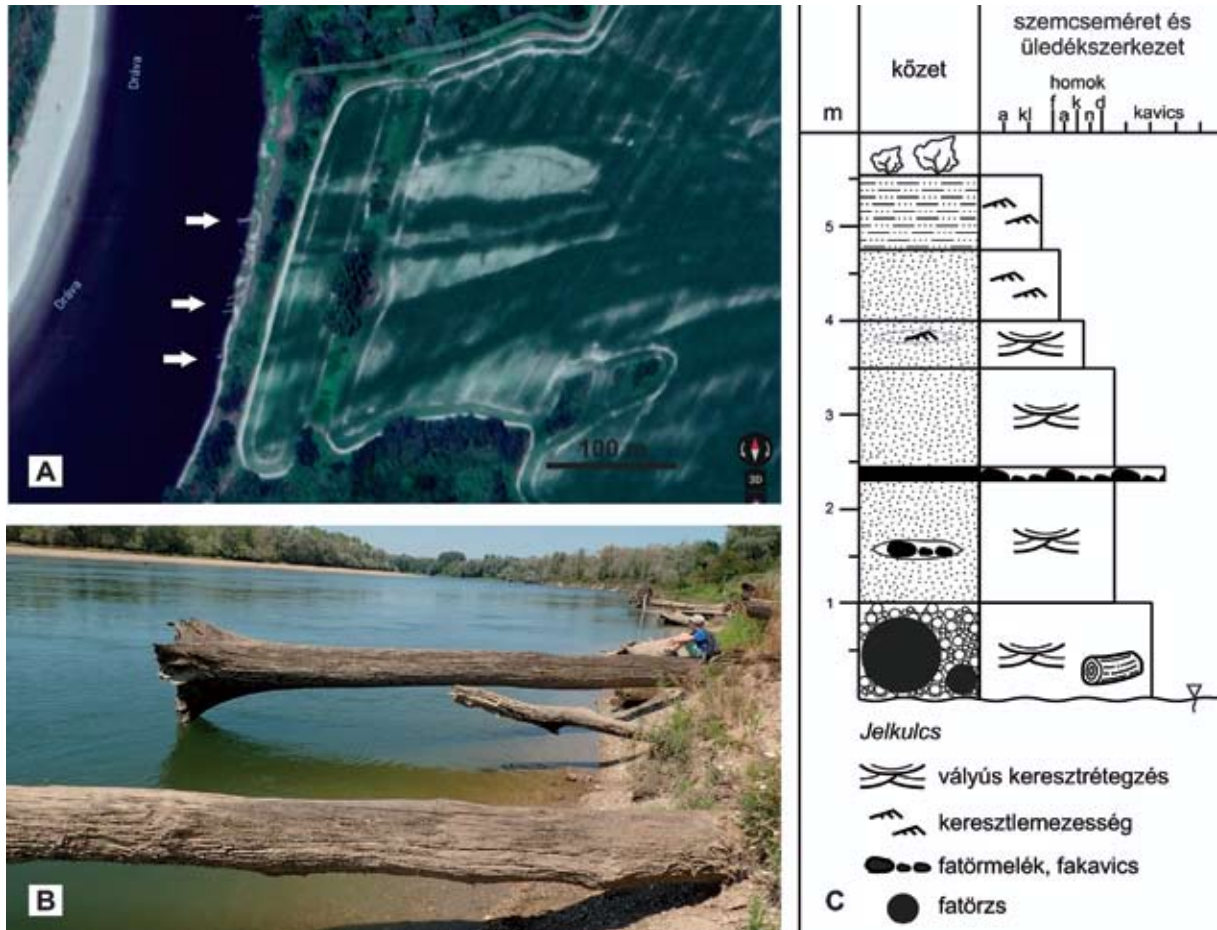 Dráva
Dráva
100 m
3D
A
B
szemcseméret és
üledékszerkezet
kőzet
homok
f k d
m
a kl a n kavics
5
4
3
2
1
Jelkulcs
vályús keresztrétegzés
keresztlemezesség
fatörmelék, fakavics
fatörzs
C